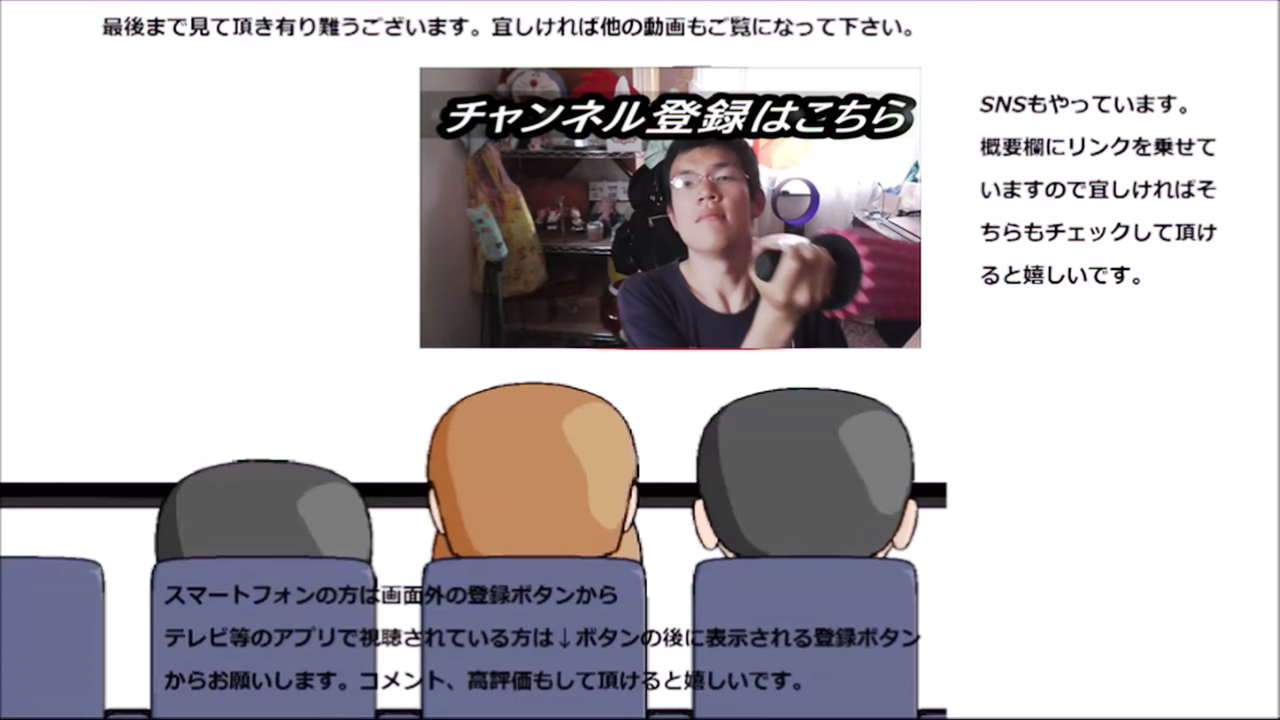 最後まで見て頂き有り難うございます。宜しければ他の動画もご覧になって下さい。
チャンネル登録はこちら
SNSもやっています。
概要欄にリンクを乗せて
いますので宜しければそ
ちらもチェックして頂け
ると嬉しいです。
スマートフォンの方は画面外の登録ボタンから
テレビ等のアプリで視聴されている方は↓ボタンの後に表示される登録ボタン
からお願いします。コメント、高評価もして頂けると嬉しいです。